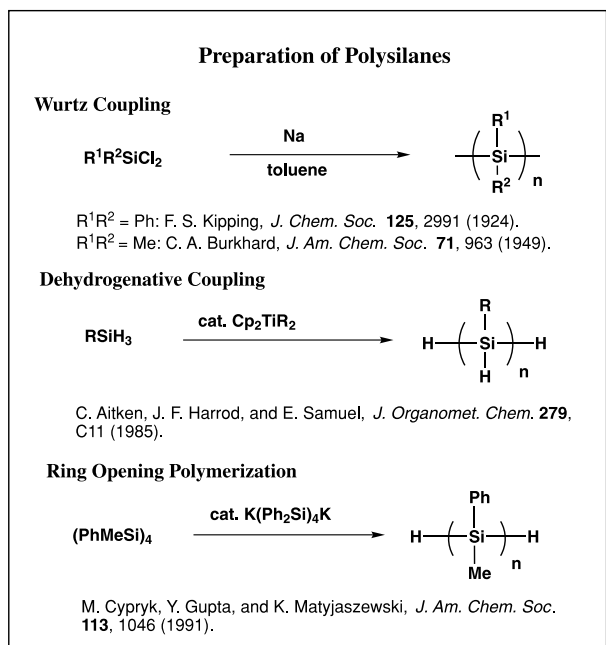 Preparation of Polysilanes
Wurtz Coupling
R¹R²SiCl₂
Na
toluene
R¹
Si
R²
n
R¹R² = Ph: F. S. Kipping, J. Chem. Soc. 125, 2991 (1924).
R¹R² = Me: C. A. Burkhard, J. Am. Chem. Soc. 71, 963 (1949).
Dehydrogenative Coupling
RSiH₃
cat. Cp₂TiR₂
R
H ( Si ) H
H
n
C. Aitken, J. F. Harrod, and E. Samuel, J. Organomet. Chem. 279,
C11 (1985).
Ring Opening Polymerization
(PhMeSi)₄
cat. K(Ph₂Si)₄K
Ph
H ( Si ) H
Me
n
M. Cypryk, Y. Gupta, and K. Matyjaszewski, J. Am. Chem. Soc.
113, 1046 (1991).